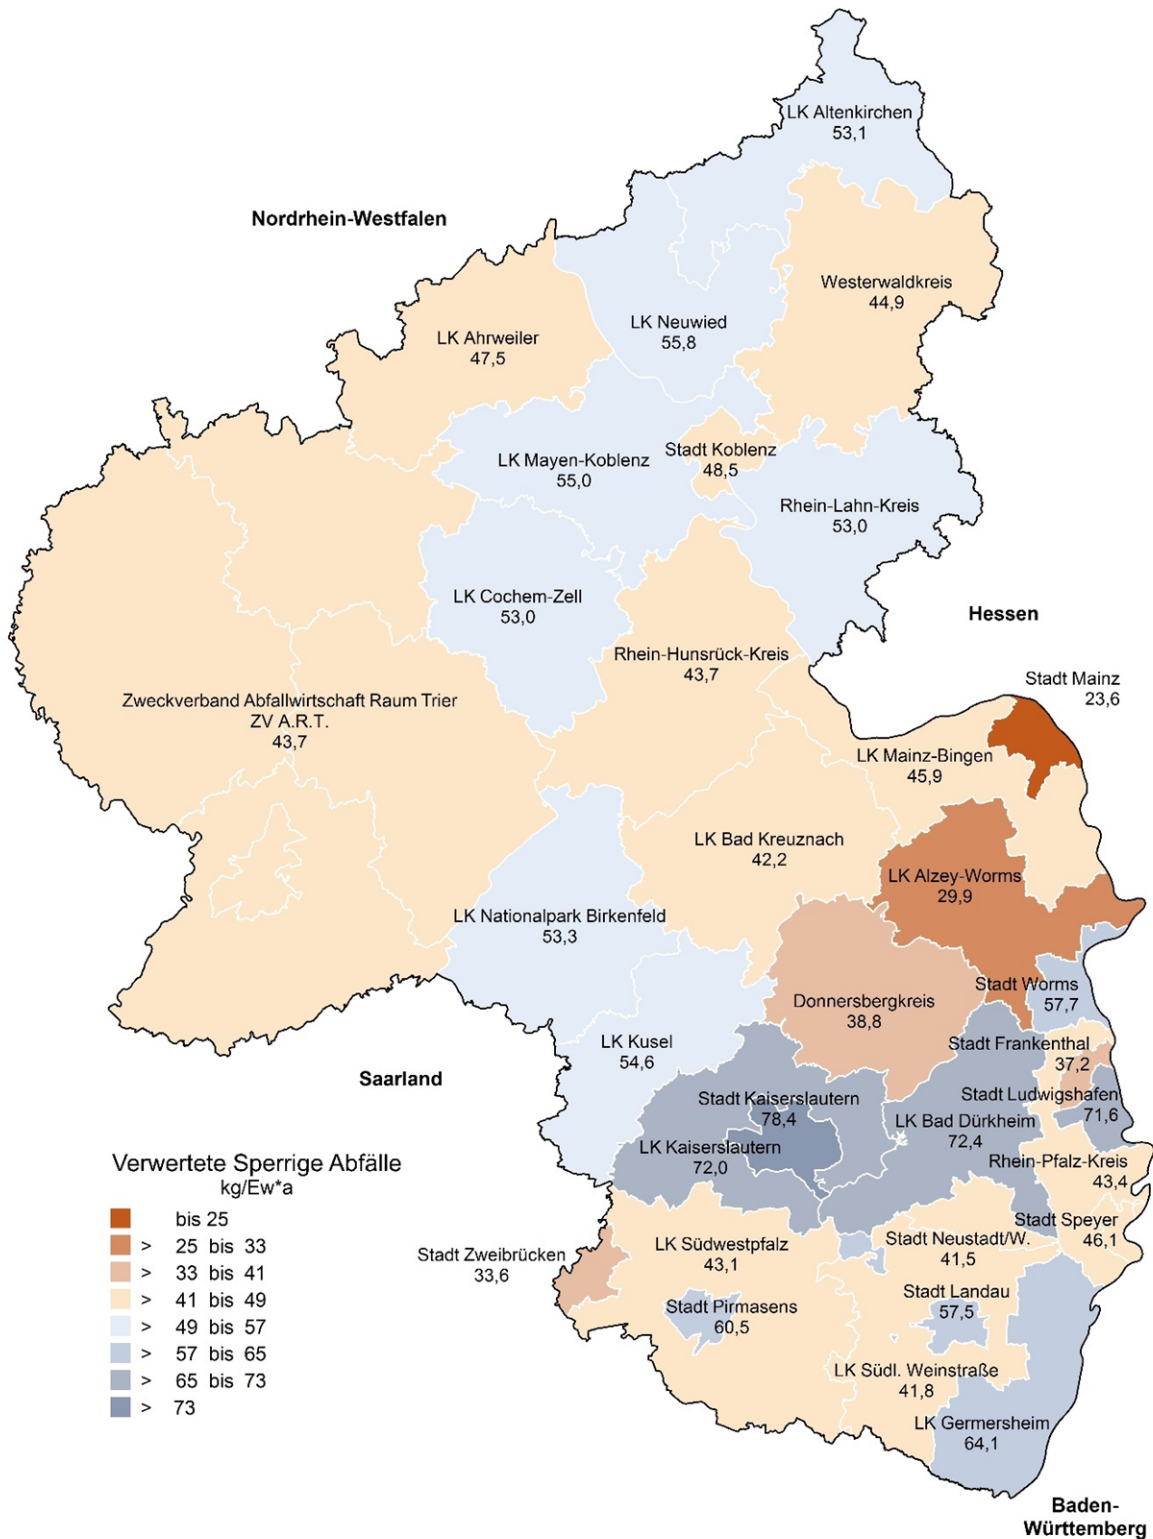 LK Altenkirchen
53,1
Nordrhein-Westfalen
Westerwaldkreis
44,9
LK Neuwied
55,8
LK Ahrweiler
47,5
Stadt Koblenz
48,5
LK Mayen-Koblenz
55,0
Rhein-Lahn-Kreis
53,0
LK Cochem-Zell
53,0
Hessen
Rhein-Hunsrück-Kreis
43,7
Stadt Mainz
23,6
Zweckverband Abfallwirtschaft Raum Trier
ZV A.R.T.
43,7
LK Mainz-Bingen
45,9
LK Bad Kreuznach
42,2
LK Alzey-Worms
29,9
LK Nationalpark Birkenfeld
53,3
Stadt Worms
57,7
Donnersbergkreis
38,8
LK Kusel
54,6
Stadt Frankenthal
37,2
Saarland
Stadt Ludwigshafen
71,6
Stadt Kaiserslautern
78,4
LK Bad Dürkheim
72,4
LK Kaiserslautern
72,0
Rhein-Pfalz-Kreis
43,4
Stadt Speyer
46,1
Stadt Neustadt/W.
41,5
LK Südwestpfalz
43,1
Stadt Zweibrücken
33,6
Stadt Landau
57,5
Stadt Pirmasens
60,5
LK Südl. Weinstraße
41,8
LK Germersheim
64,1
Baden-
Württemberg
Verwertete Sperrige Abfälle
kg/Ew*a
bis 25
> 25 bis 33
> 33 bis 41
> 41 bis 49
> 49 bis 57
> 57 bis 65
> 65 bis 73
> 73